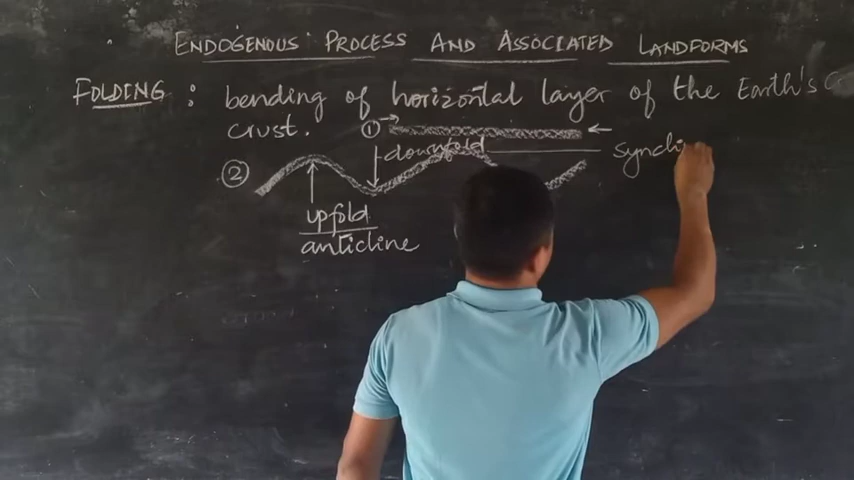 ENDOGENOUS PROCESS AND ASSOCIATED LANDFORMS
FOLDING : bending of horizontal layer of the Earth's C
crust. ①
downfold syncli
②
upfold
anticline